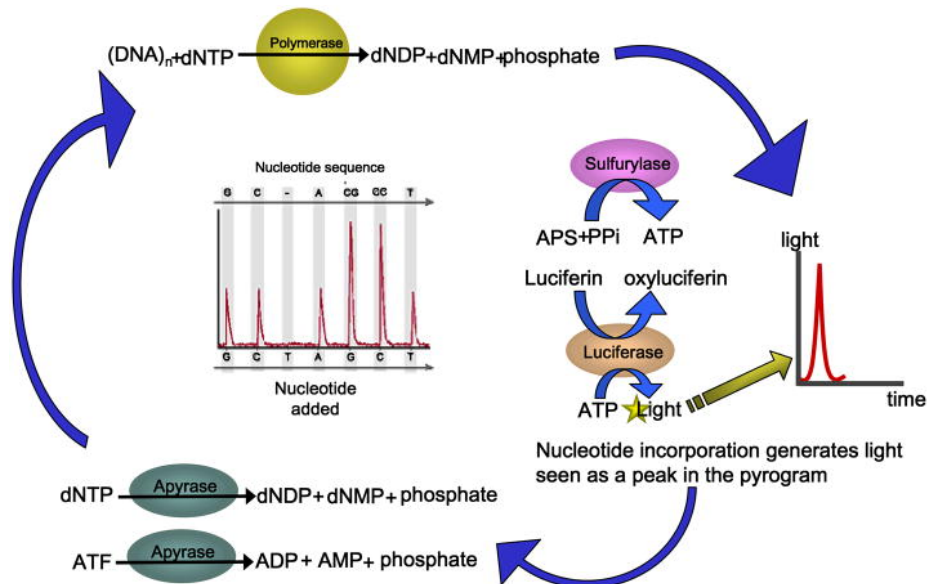 Polymerase
(DNA)n+dNTP dNDP+dNMP+phosphate
Nucleotide sequence
G C - A CG CC T
G C T A G C T
Nucleotide
added
Sulfurylase
APS+PPi ATP
Luciferin oxyluciferin
Luciferase
ATP Light
light
time
Nucleotide incorporation generates light
seen as a peak in the pyrogram
dNTP Apyrase dNDP+ dNMP+ phosphate
ATF Apyrase ADP+ AMP+ phosphate